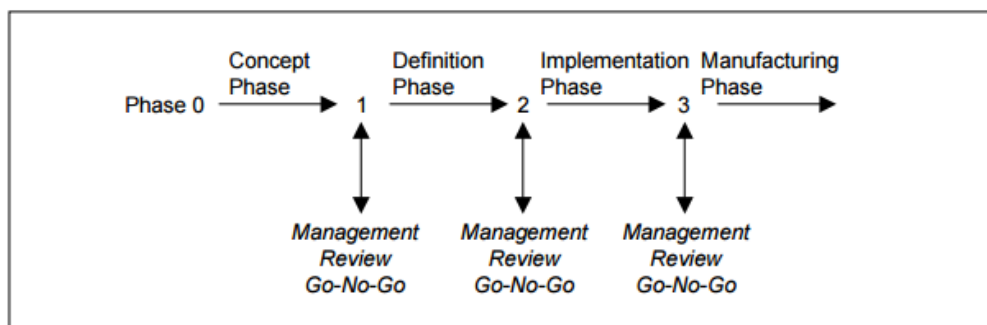 Concept Phase
Definition Phase
Implementation Phase
Manufacturing Phase
Phase 0
1
2
3
Management
Review
Go-No-Go
Management
Review
Go-No-Go
Management
Review
Go-No-Go